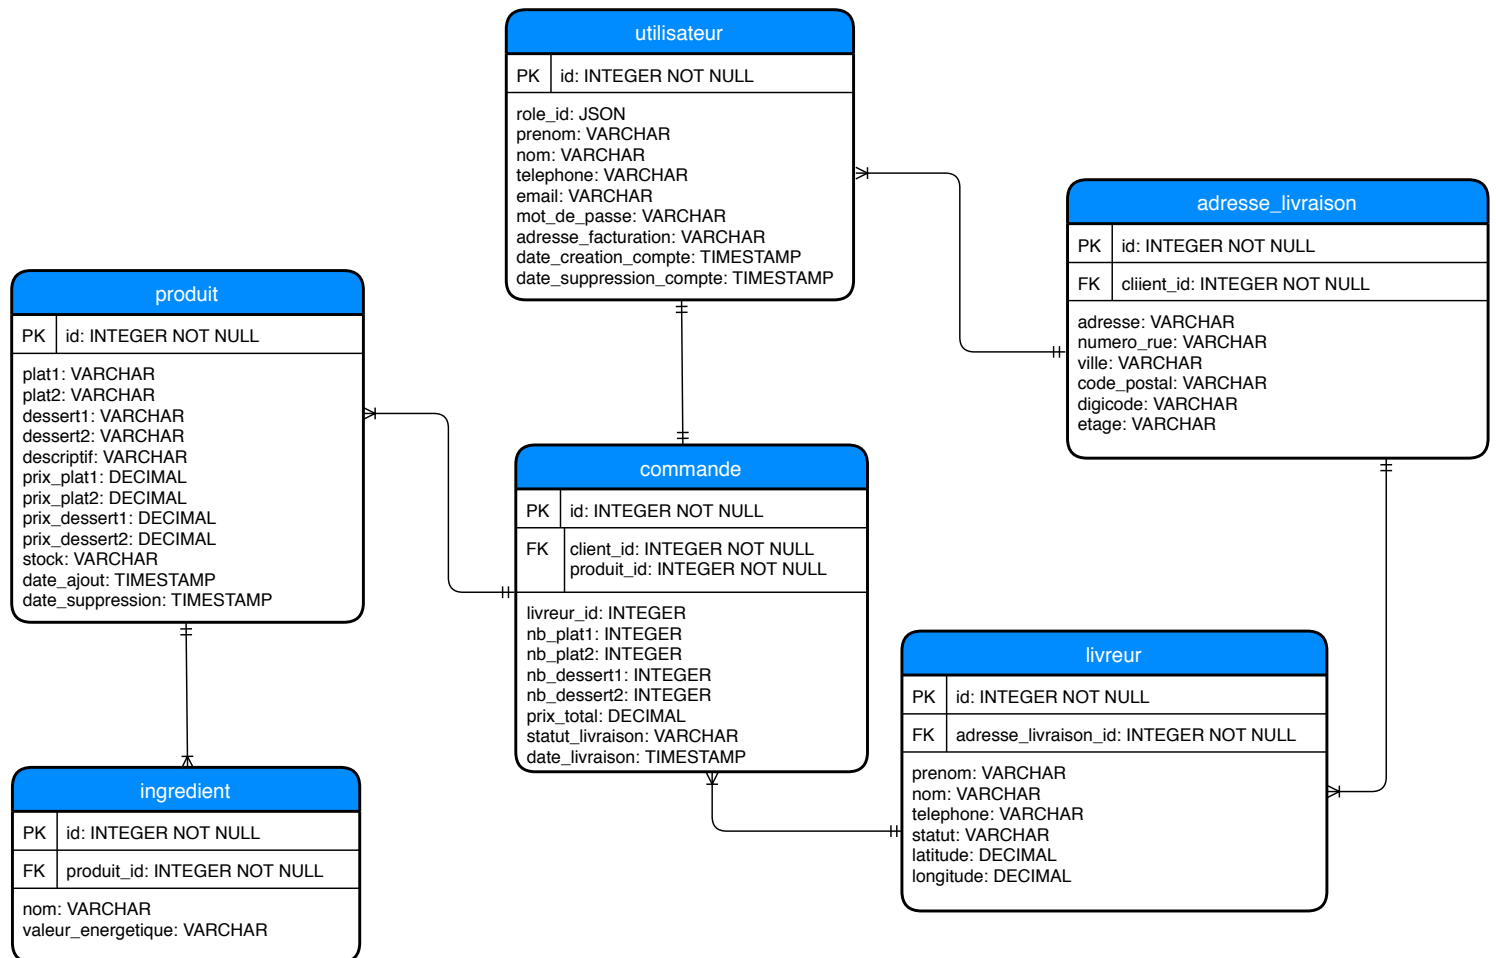 utilisateur
PK id: INTEGER NOT NULL
role_id: JSON
prenom: VARCHAR
nom: VARCHAR
telephone: VARCHAR
email: VARCHAR
mot_de_passe: VARCHAR
adresse_facturation: VARCHAR
date_creation_compte: TIMESTAMP
date_suppression_compte: TIMESTAMP
adresse_livraison
PK id: INTEGER NOT NULL
FK cliient_id: INTEGER NOT NULL
adresse: VARCHAR
numero_rue: VARCHAR
ville: VARCHAR
code_postal: VARCHAR
digicode: VARCHAR
etage: VARCHAR
produit
PK id: INTEGER NOT NULL
plat1: VARCHAR
plat2: VARCHAR
dessert1: VARCHAR
dessert2: VARCHAR
descriptif: VARCHAR
prix_plat1: DECIMAL
prix_plat2: DECIMAL
prix_dessert1: DECIMAL
prix_dessert2: DECIMAL
stock: VARCHAR
date_ajout: TIMESTAMP
date_suppression: TIMESTAMP
commande
PK id: INTEGER NOT NULL
FK client_id: INTEGER NOT NULL
produit_id: INTEGER NOT NULL
livreur_id: INTEGER
nb_plat1: INTEGER
nb_plat2: INTEGER
nb_dessert1: INTEGER
nb_dessert2: INTEGER
prix_total: DECIMAL
statut_livraison: VARCHAR
date_livraison: TIMESTAMP
livreur
PK id: INTEGER NOT NULL
FK adresse_livraison_id: INTEGER NOT NULL
prenom: VARCHAR
nom: VARCHAR
telephone: VARCHAR
statut: VARCHAR
latitude: DECIMAL
longitude: DECIMAL
ingredient
PK id: INTEGER NOT NULL
FK produit_id: INTEGER NOT NULL
nom: VARCHAR
valeur_energetique: VARCHAR